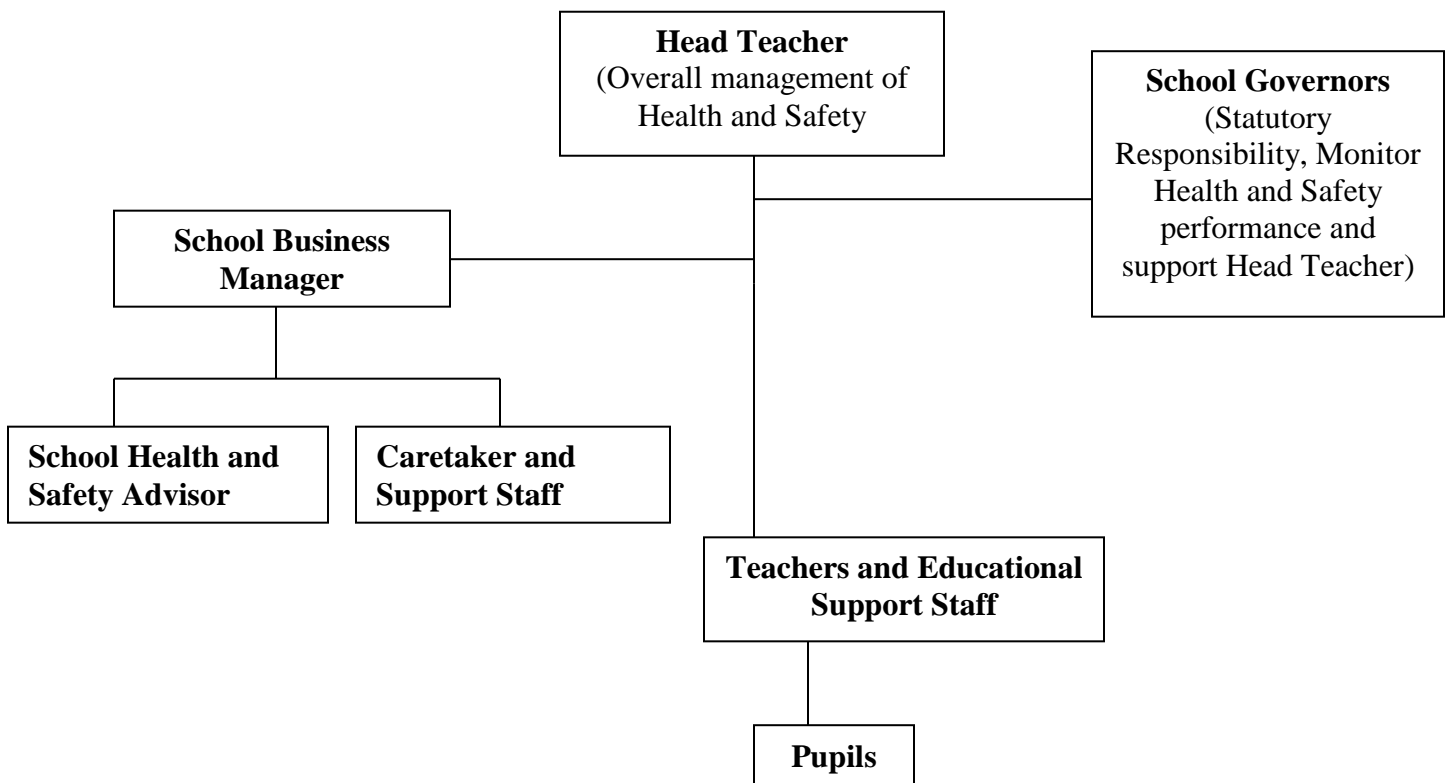 Head Teacher
(Overall management of
Health and Safety
School Governors
(Statutory
Responsibility, Monitor
Health and Safety
performance and
support Head Teacher)
School Business
Manager
School Health and
Safety Advisor
Caretaker and
Support Staff
Teachers and Educational
Support Staff
Pupils